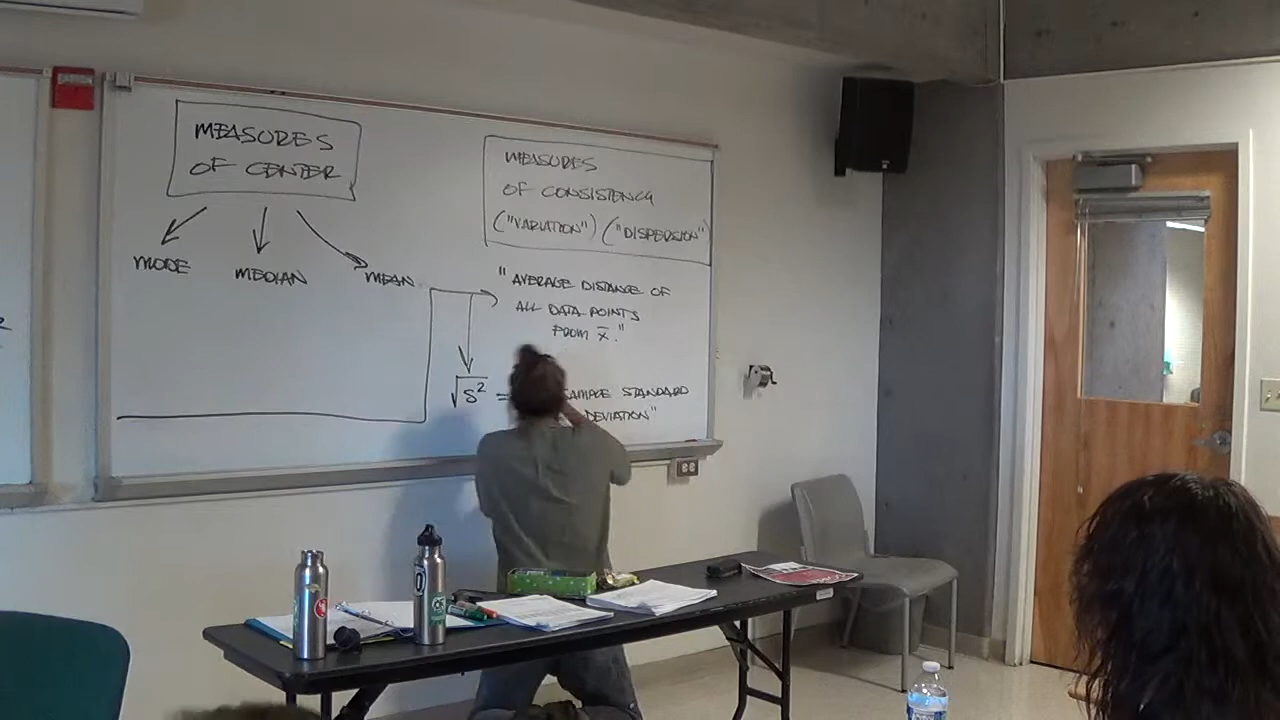 MEASURES
OF CENTER
MODE
MEDIAN
MEAN
MEASURES
OF CONSISTENCY
("VARIATION") ("DISPERSION")
"AVERAGE DISTANCE OF
ALL DATA POINTS
FROM x̄."
√S² =
SAMPLE STANDARD
DEVIATION"